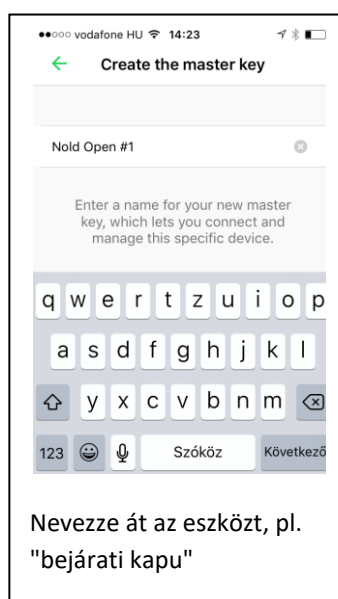 vodafone HU 14:23
Create the master key
Nold Open #1
Enter a name for your new master
key, which lets you connect and
manage this specific device.
q w e r t z u i o p
a s d f g h j k l
y x c v b n m
123 Szóköz Következő
Nevezze át az eszközt, pl.
"bejárati kapu"